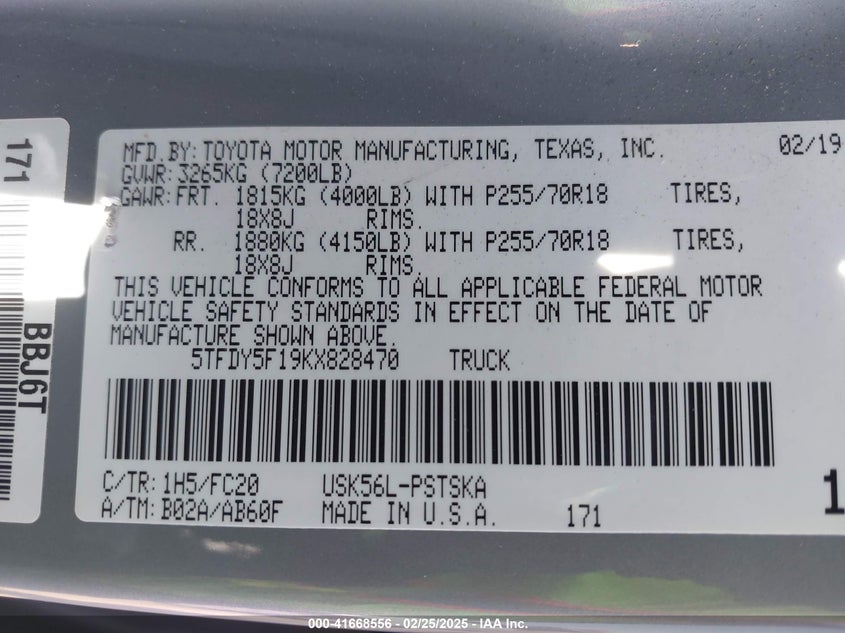 MFD.BY: TOYOTA MOTOR MANUFACTURING, TEXAS, INC. 02/19
GVWR: 3265KG (7200LB)
GAWR: FRT. 1815KG (4000LB) WITH P255/70R18 TIRES,
18X8J RIMS.
RR. 1880KG (4150LB) WITH P255/70R18 TIRES,
18X8J RIMS.
THIS VEHICLE CONFORMS TO ALL APPLICABLE FEDERAL MOTOR
VEHICLE SAFETY STANDARDS IN EFFECT ON THE DATE OF
MANUFACTURE SHOWN ABOVE.
5TFDY5F19KX828470 TRUCK
C/TR: 1H5/FC20 USK56L-PSTSKA
A/TM: B02A/AB60F MADE IN U.S.A. 171
1
171
BBJ6T
000-41668556 - 02/25/2025 - IAA Inc.